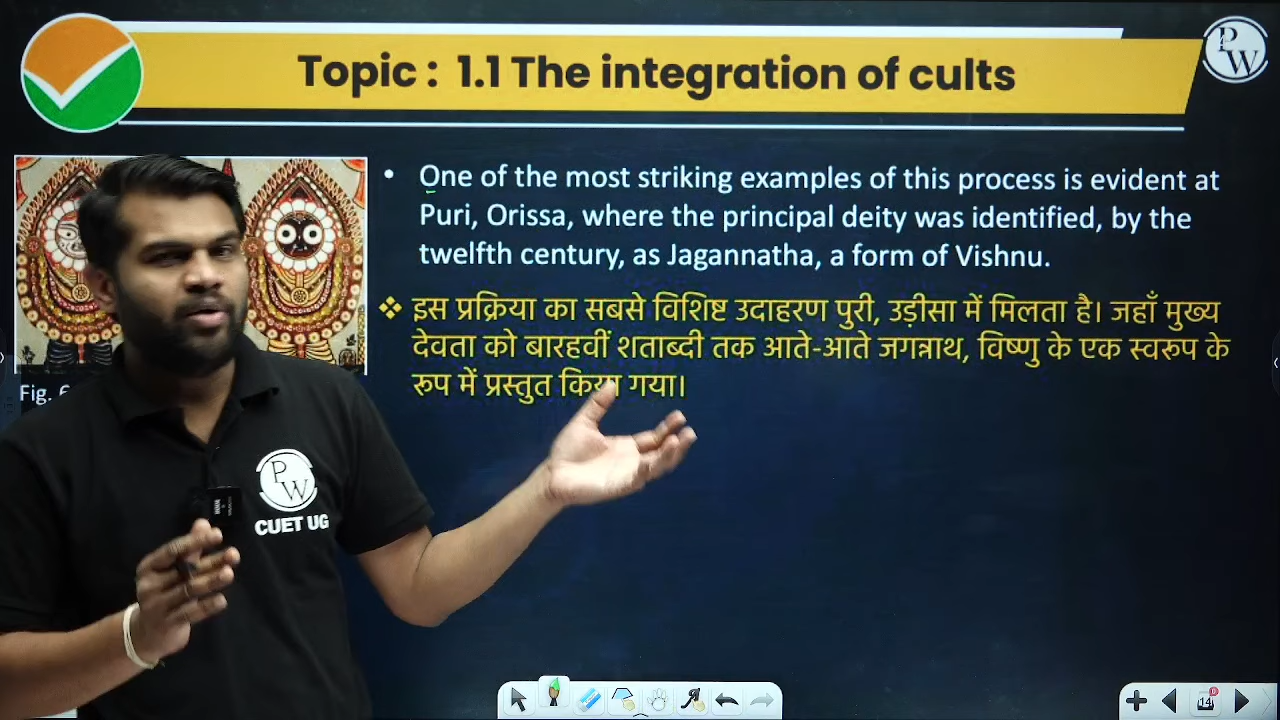 Topic : 1.1 The integration of cults
PW
• One of the most striking examples of this process is evident at
Puri, Orissa, where the principal deity was identified, by the
twelfth century, as Jagannatha, a form of Vishnu.
❖ इस प्रक्रिया का सबसे विशिष्ट उदाहरण पुरी, उड़ीसा में मिलता है। जहाँ मुख्य
देवता को बारहवीं शताब्दी तक आते-आते जगन्नाथ, विष्णु के एक स्वरूप के
रूप में प्रस्तुत किया गया।
Fig. 6
PW
CUET UG
14